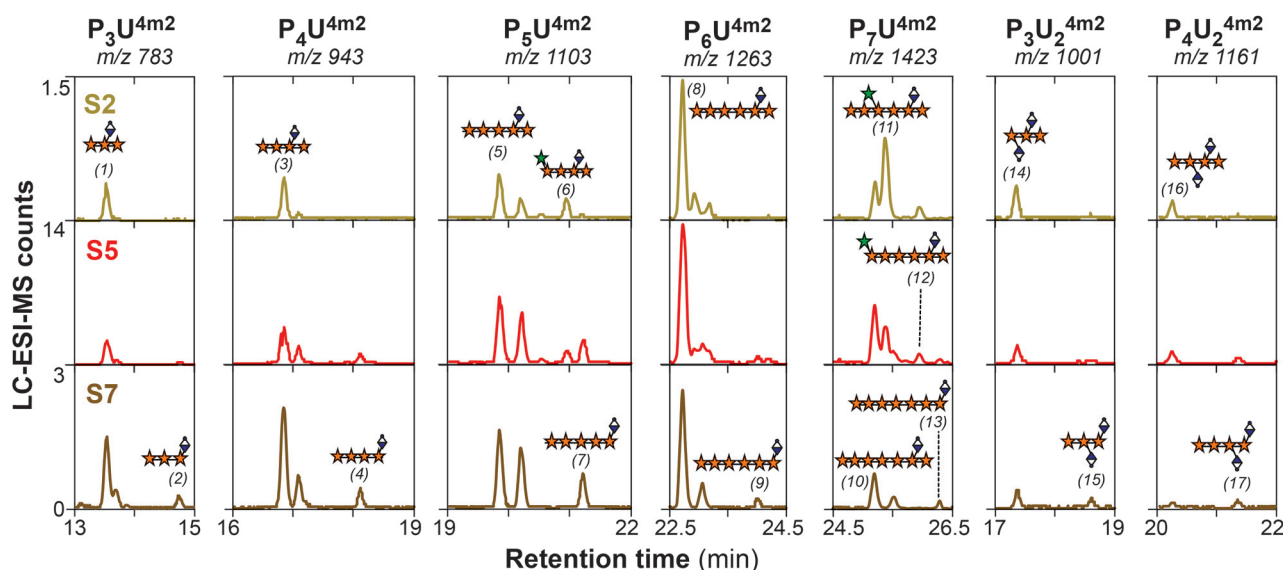 P3U4m2 P4U4m2 P5U4m2 P6U4m2 P7U4m2 P3U24m2 P4U24m2
m/z 783 m/z 943 m/z 1103 m/z 1263 m/z 1423 m/z 1001 m/z 1161
LC-ESI-MS counts
1.5
S2
(1) (3) (5) (6) (8) (11) (14) (16)
14
S5
(12)
3
S7
(2) (4) (7) (9) (10) (13) (15) (17)
0
13 15 16 19 19 22 22.5 24.5 24.5 26.5 17 19 20 22
Retention time (min)